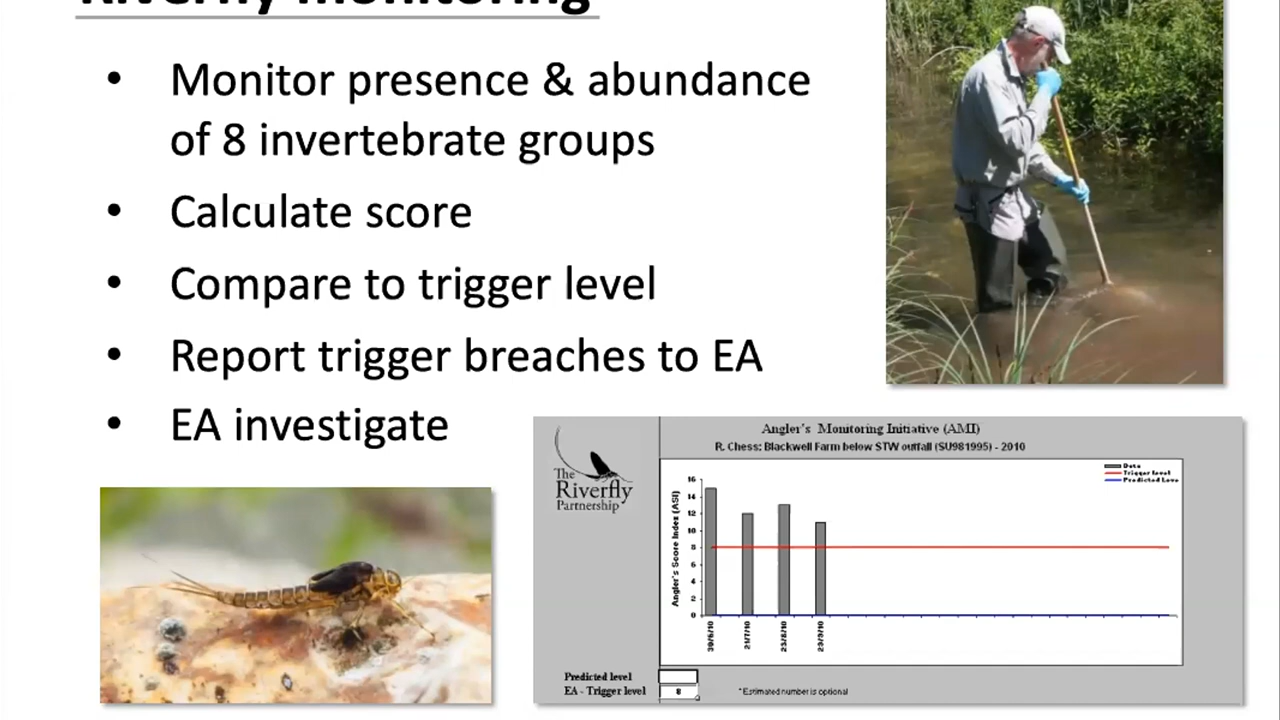 Riverfly monitoring
• Monitor presence & abundance
of 8 invertebrate groups
• Calculate score
• Compare to trigger level
• Report trigger breaches to EA
• EA investigate
The
Riverfly
Partnership
Angler's Monitoring Initiative (AMI)
R. Chess: Blackwell Farm below STW outfall (SU981995) - 2010
Data
Trigger level
Predicted Leve
Angler's Score Index (ASI)
16
14
12
10
8
6
4
2
0
30/6/10
21/7/10
23/8/10
23/9/10
Predicted level
EA - Trigger level 8
*Estimated number is optional